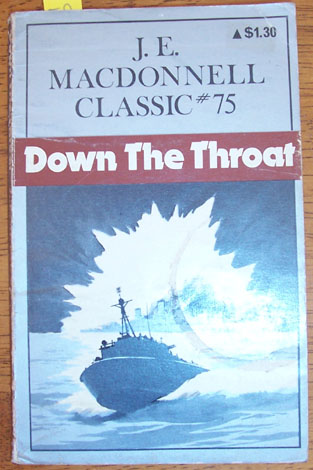 ▲$1.30
J. E.
MACDONNELL
CLASSIC #75
Down The Throat